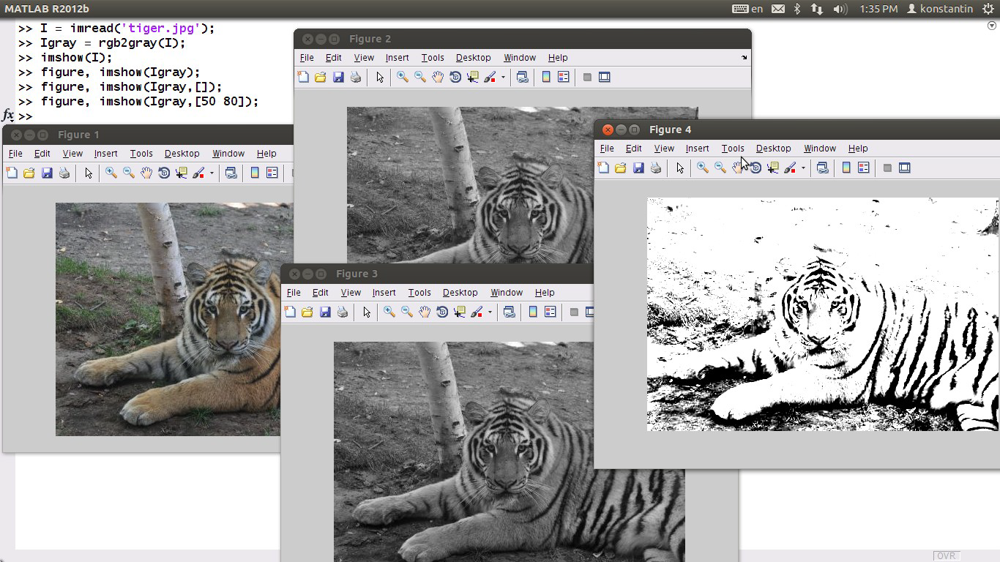 MATLAB R2012b
en 1:35 PM konstantin
>> I = imread('tiger.jpg');
>> Igray = rgb2gray(I);
>> imshow(I);
>> figure, imshow(Igray);
>> figure, imshow(Igray,[]);
>> figure, imshow(Igray,[50 80]);
fx >>
Figure 1
File Edit View Insert Tools Desktop Window Help
Figure 2
File Edit View Insert Tools Desktop Window Help
Figure 3
File Edit View Insert Tools Desktop Window Help
Figure 4
File Edit View Insert Tools Desktop Window Help
OVR